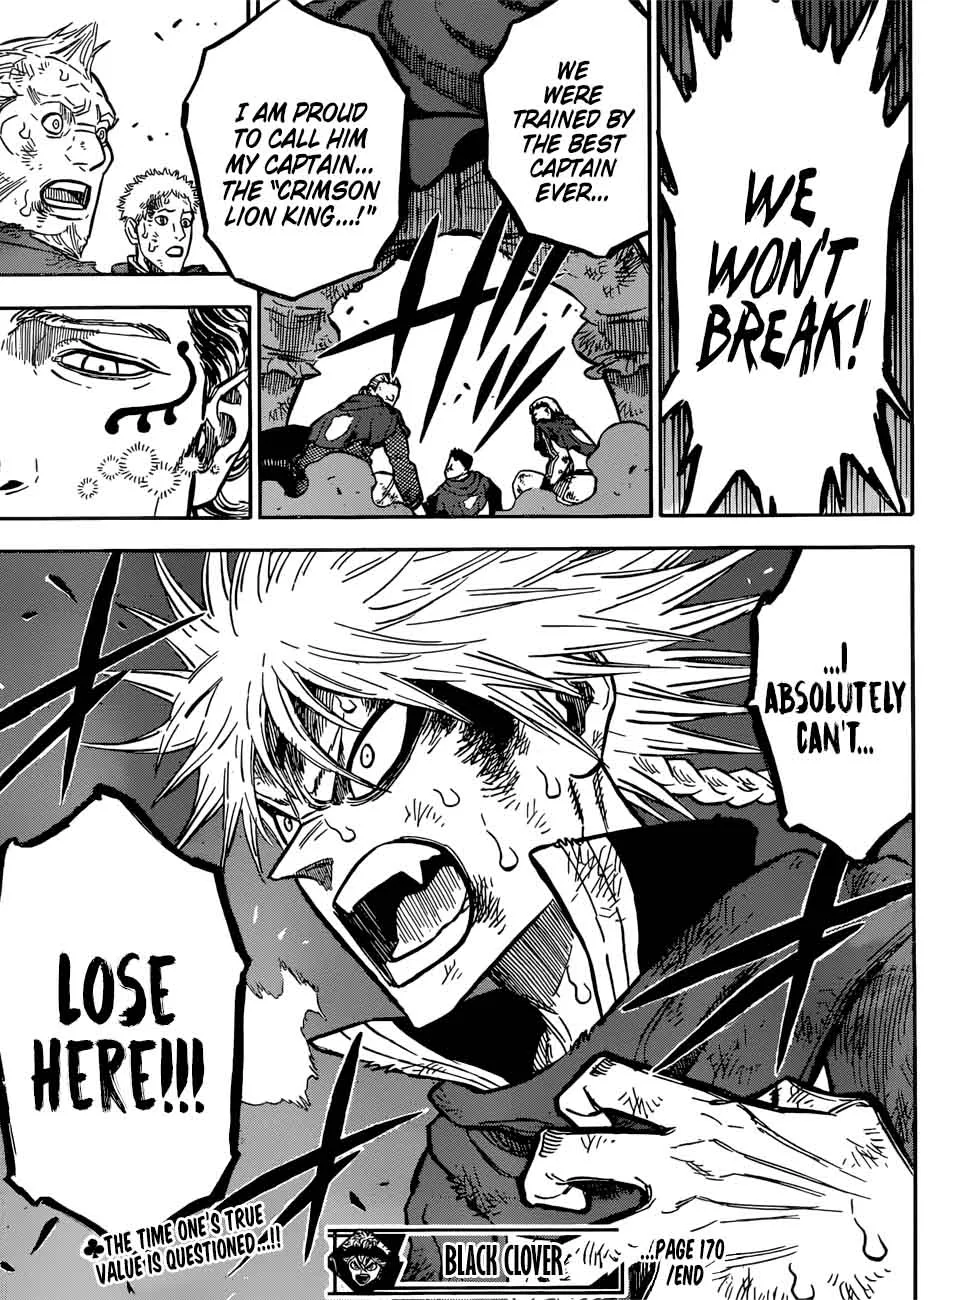 WE
WON'T
BREAK!
WE
WERE
TRAINED
BY THE
BEST
CAPTAIN
EVER...
I AM PROUD
TO CALL HIM
MY CAPTAIN...
THE "CRIMSON
LION KING...!"
...I
ABSOLUTELY
CAN'T...
LOSE
HERE!!!
THE TIME ONE'S TRUE
VALUE IS QUESTIONED...!!
BLACK CLOVER
...PAGE 170
/END